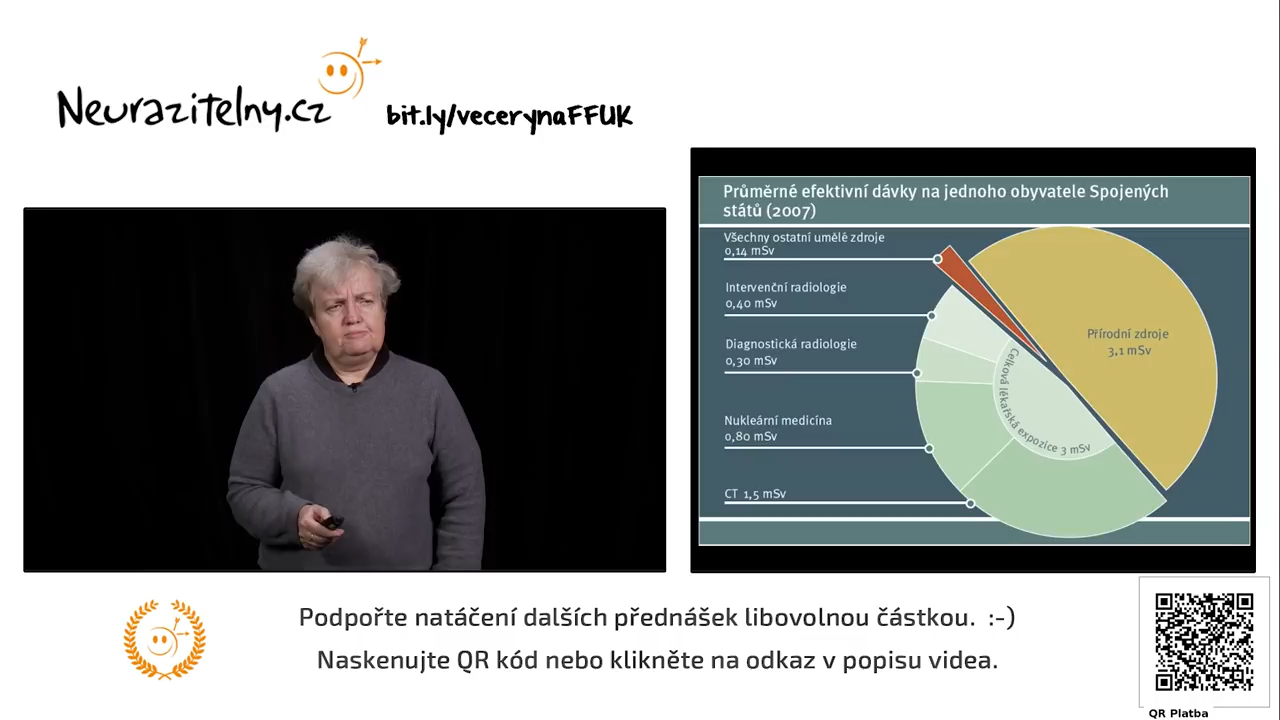 Neurazitelny.cz
bit.ly/vecerynaFFUK
Průměrné efektivní dávky na jednoho obyvatele Spojených
států (2007)
Všechny ostatní umělé zdroje
0,14 mSv
Intervenční radiologie
0,40 mSv
Diagnostická radiologie
0,30 mSv
Nukleární medicína
0,80 mSv
CT 1,5 mSv
Přírodní zdroje
3,1 mSv
Celková lékařská expozice 3 mSv
Podpořte natáčení dalších přednášek libovolnou částkou. :-)
Naskenujte QR kód nebo klikněte na odkaz v popisu videa.
QR Platba